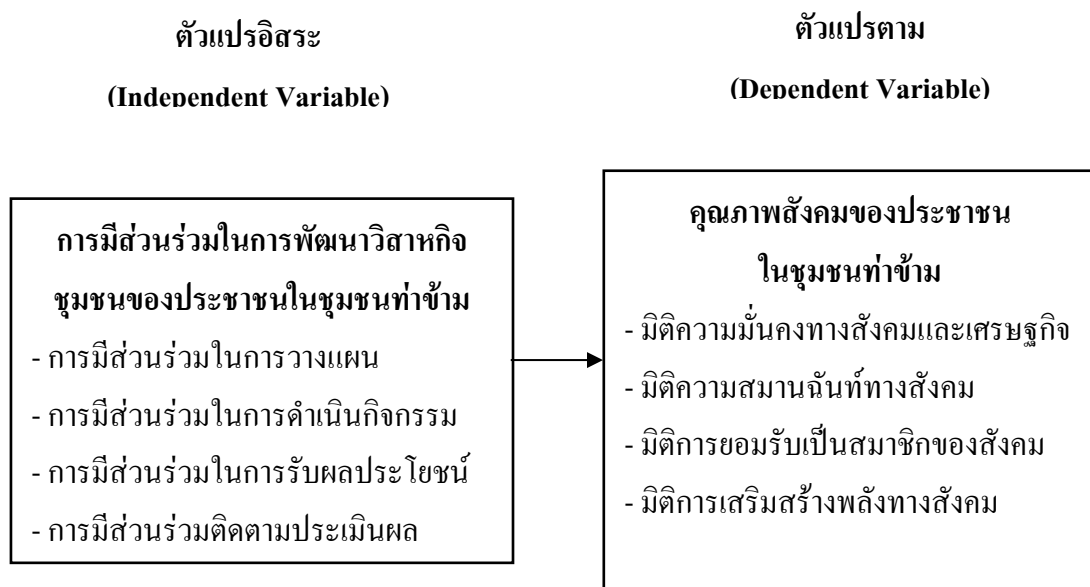 ตัวแปรอิสระ
(Independent Variable)
ตัวแปรตาม
(Dependent Variable)
การมีส่วนร่วมในการพัฒนาวิสาหกิจ
ชุมชนของประชาชนในชุมชนท่าข้าม
- การมีส่วนร่วมในการวางแผน
- การมีส่วนร่วมในการดำเนินกิจกรรม
- การมีส่วนร่วมในการรับผลประโยชน์
- การมีส่วนร่วมติดตามประเมินผล
คุณภาพสังคมของประชาชน
ในชุมชนท่าข้าม
- มิติความมั่นคงทางสังคมและเศรษฐกิจ
- มิติความสมานฉันท์ทางสังคม
- มิติการยอมรับเป็นสมาชิกของสังคม
- มิติการเสริมสร้างพลังทางสังคม